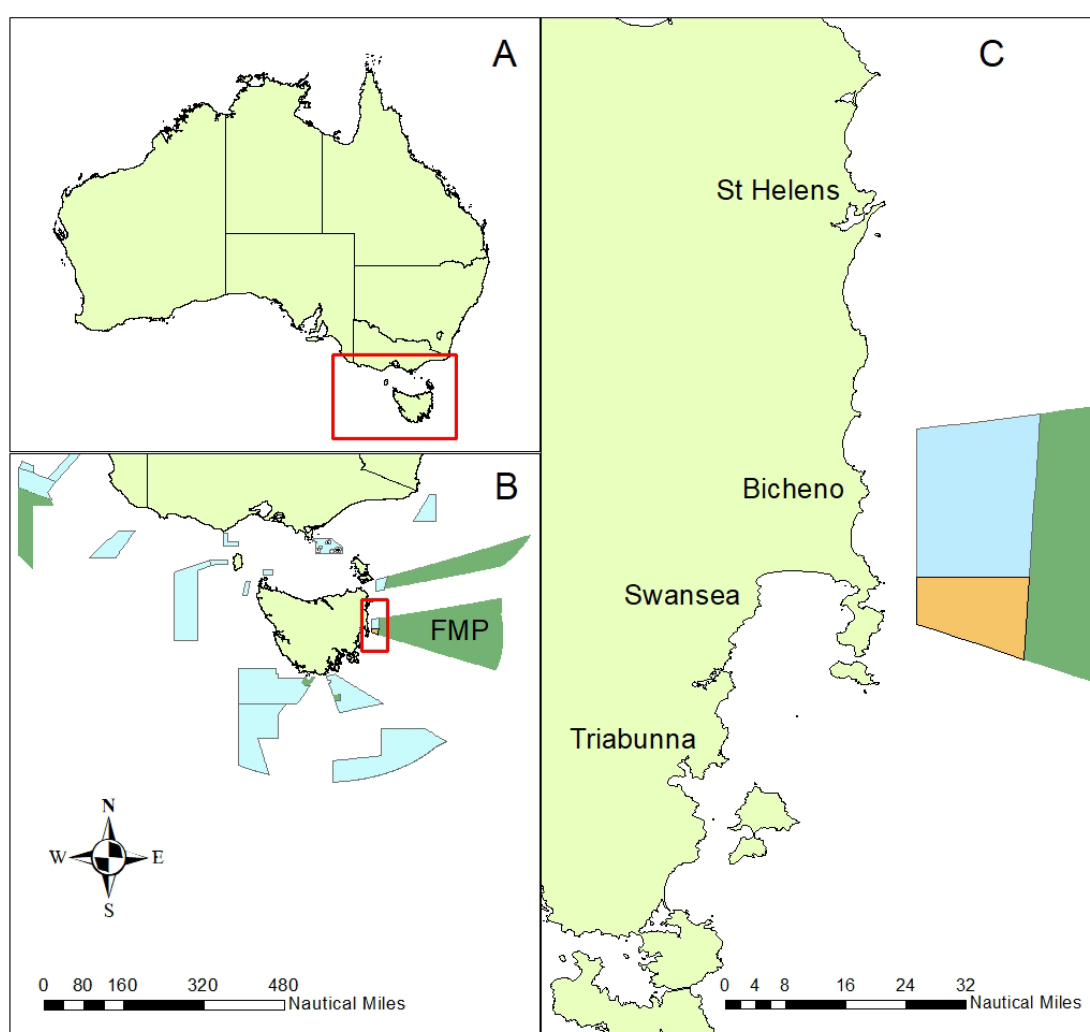 A
B
FMP
N
W E
S
0 80 160 320 480
Nautical Miles
C
St Helens
Bicheno
Swansea
Triabunna
0 4 8 16 24 32
Nautical Miles